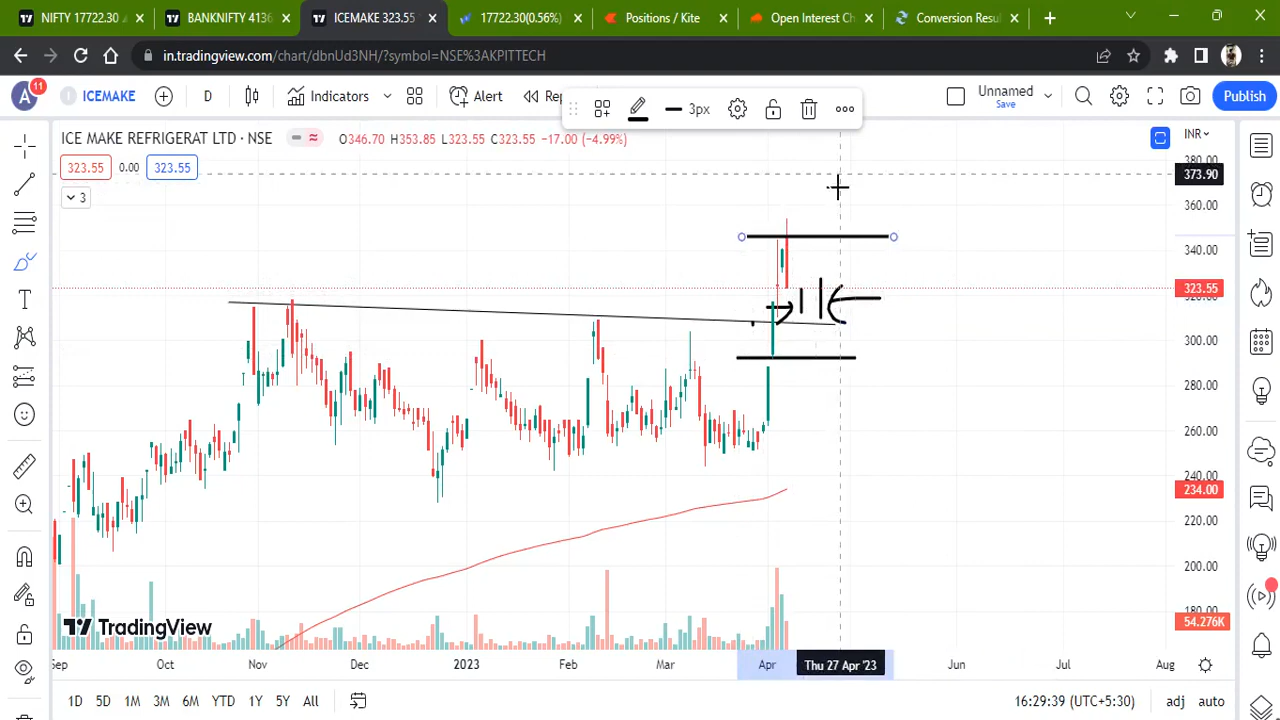 NIFTY 17722.30
BANKNIFTY 4136
ICEMAKE 323.55
17722.30(0.56%)
Positions / Kite
Open Interest Ch
Conversion Resu
in.tradingview.com/chart/dbnUd3NH/?symbol=NSE%3AKPITTECH
A 11 ICEMAKE D Indicators Alert Rep Unnamed Save Publish
3px
ICE MAKE REFRIGERAT LTD · NSE O346.70 H353.85 L323.55 C323.55 -17.00 (-4.99%) INR
323.55 0.00 323.55
3
380.00
373.90
360.00
340.00
323.55
320.00
300.00
280.00
260.00
240.00
234.00
220.00
200.00
180.00
54.276K
TradingView
Sep Oct Nov Dec 2023 Feb Mar Apr Thu 27 Apr '23 Jun Jul Aug
1D 5D 1M 3M 6M YTD 1Y 5Y All 16:29:39 (UTC+5:30) adj auto